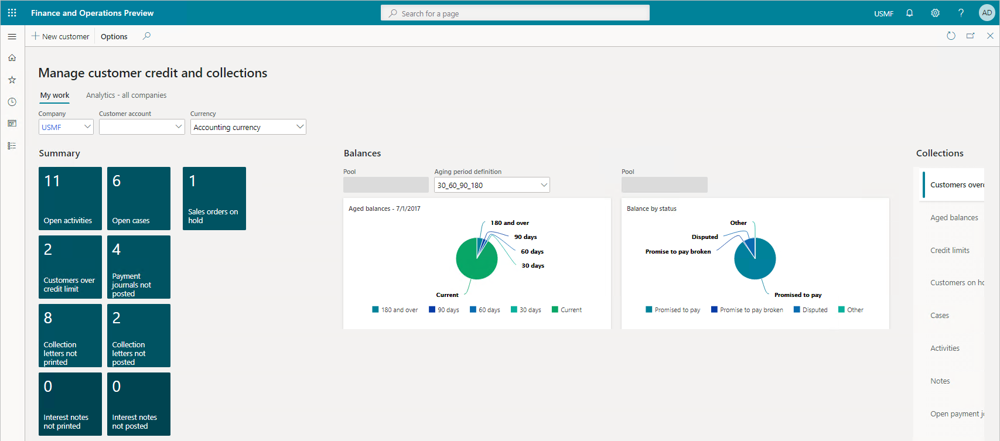 Finance and Operations Preview
Search for a page
USMF
AD
New customer
Options
Manage customer credit and collections
My work
Analytics - all companies
Company
Customer account
Currency
USMF
Accounting currency
Summary
11
Open activities
6
Open cases
1
Sales orders on
hold
2
Customers over
credit limit
4
Payment
journals not
posted
8
Collection
letters not
printed
2
Collection
letters not
posted
0
Interest notes
not printed
0
Interest notes
not posted
Balances
Pool
Aging period definition
30_60_90_180
Pool
Aged balances - 7/1/2017
180 and over
90 days
60 days
30 days
Current
180 and over
90 days
60 days
30 days
Current
Balance by status
Other
Disputed
Promise to pay broken
Promised to pay
Promised to pay
Promise to pay broken
Disputed
Other
Collections
Customers
Aged balances
Credit limits
Customers on
Cases
Activities
Notes
Open payment